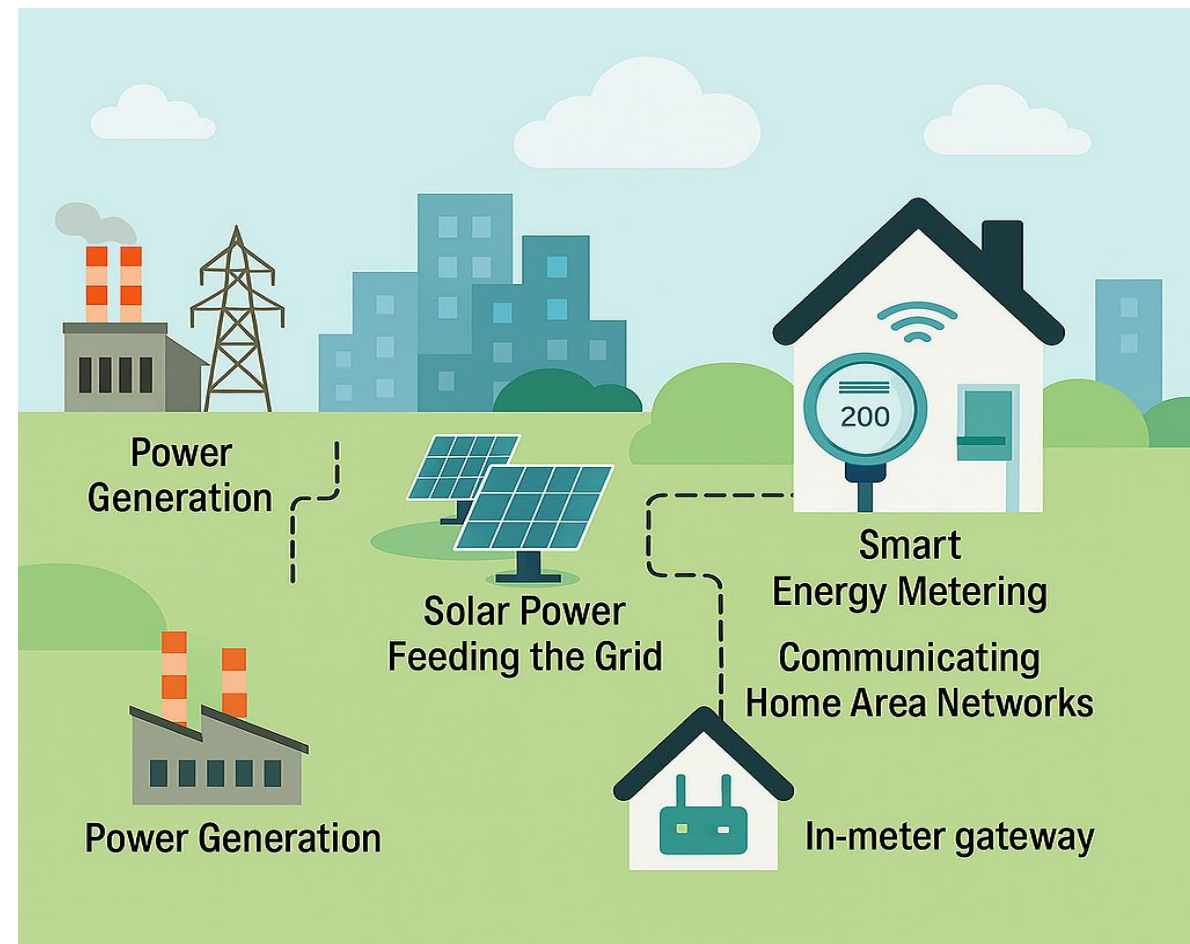 200
Power
Generation
Smart
Energy Metering
Solar Power
Feeding the Grid
Communicating
Home Area Networks
Power Generation
In-meter gateway